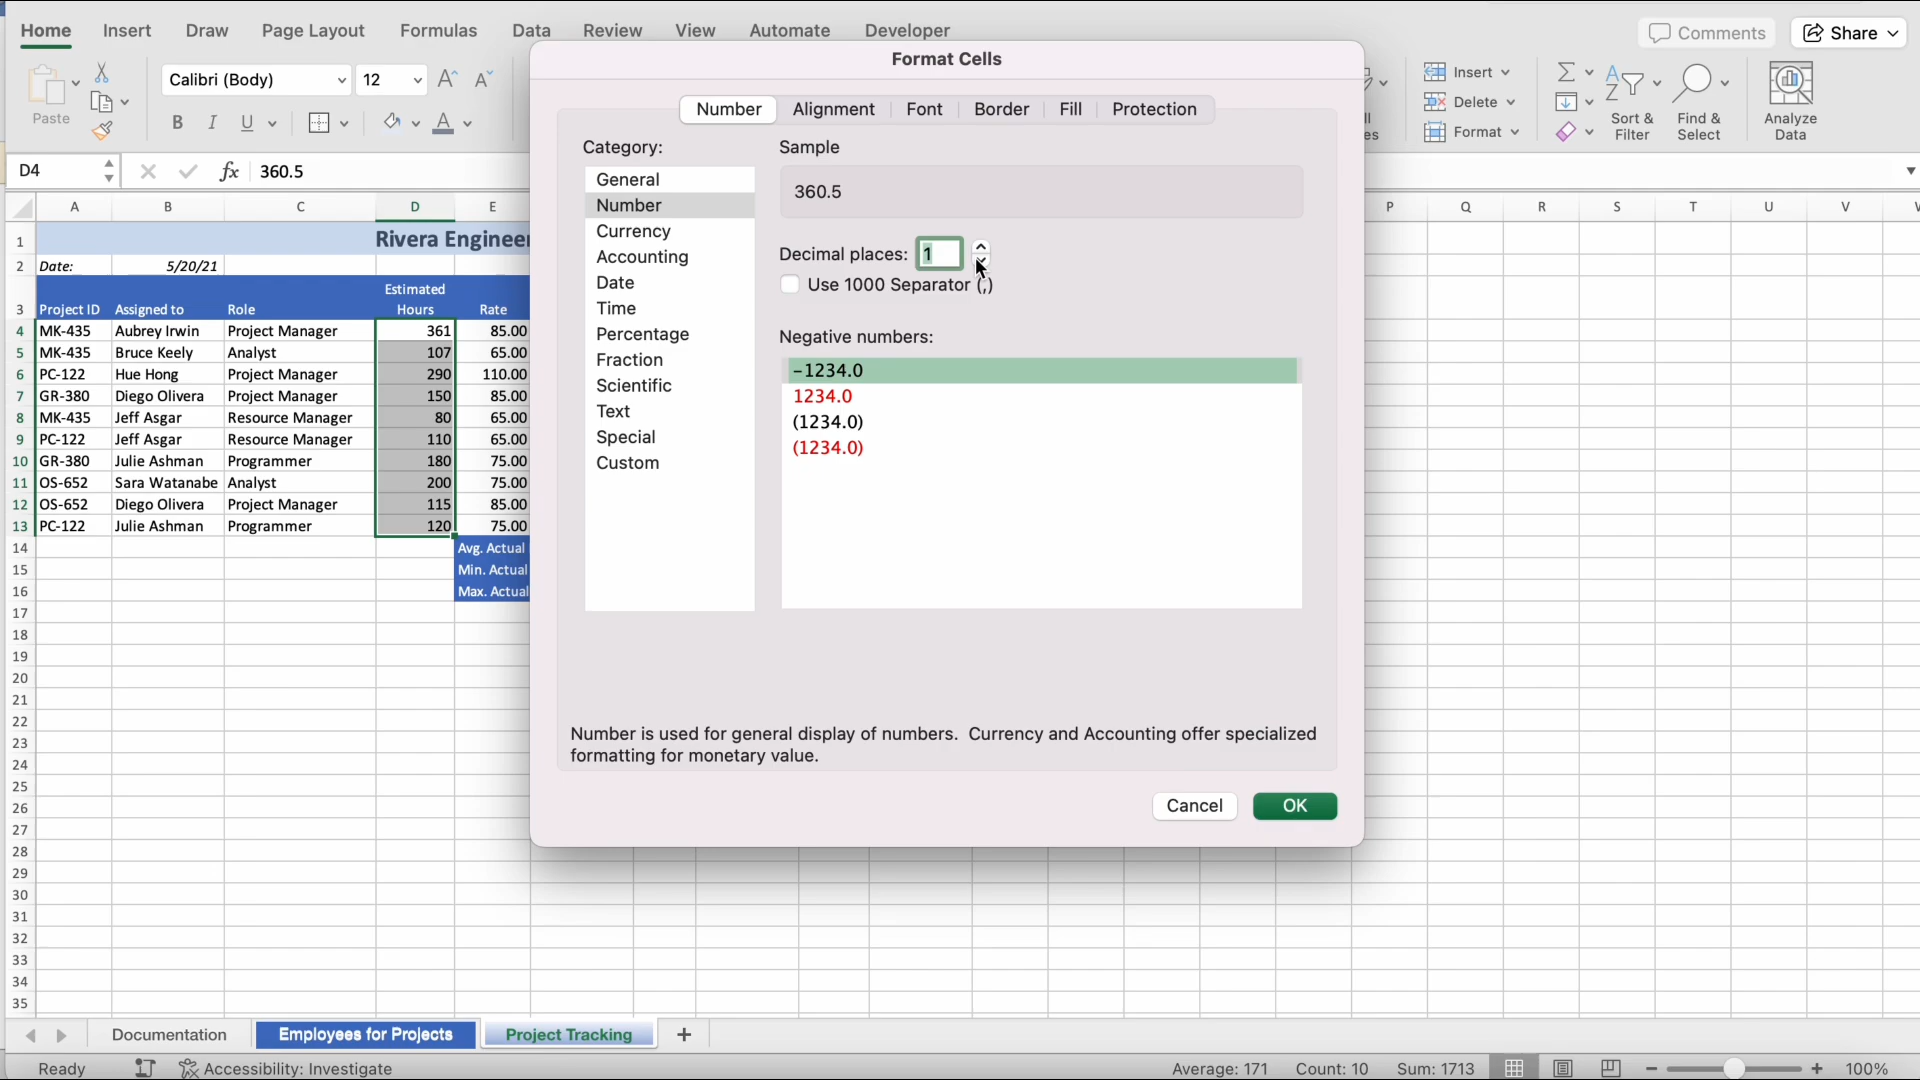 Home Insert Draw Page Layout Formulas Data Review View Automate Developer Comments Share
Format Cells
Calibri (Body) 12
Paste
B I U A
Insert
Delete
Format
Sort & Filter
Find & Select
Analyze Data
D4 fx 360.5
Number Alignment Font Border Fill Protection
Category:
General
Number
Currency
Accounting
Date
Time
Percentage
Fraction
Scientific
Text
Special
Custom
Sample
360.5
Decimal places: 1
Use 1000 Separator (,)
Negative numbers:
-1234.0
1234.0
(1234.0)
(1234.0)
Number is used for general display of numbers. Currency and Accounting offer specialized
formatting for monetary value.
Cancel OK
A B C D E P Q R S T U V
1 Rivera Engineer
2 Date: 5/20/21
3 Project ID Assigned to Role Estimated Hours Rate
4 MK-435 Aubrey Irwin Project Manager 361 85.00
5 MK-435 Bruce Keely Analyst 107 65.00
6 PC-122 Hue Hong Project Manager 290 110.00
7 GR-380 Diego Olivera Project Manager 150 85.00
8 MK-435 Jeff Asgar Resource Manager 80 65.00
9 PC-122 Jeff Asgar Resource Manager 110 65.00
10 GR-380 Julie Ashman Programmer 180 75.00
11 OS-652 Sara Watanabe Analyst 200 75.00
12 OS-652 Diego Olivera Project Manager 115 85.00
13 PC-122 Julie Ashman Programmer 120 75.00
14 Avg. Actual
15 Min. Actual
16 Max. Actual
17
18
19
20
21
22
23
24
25
26
27
28
29
30
31
32
33
34
35
Documentation Employees for Projects Project Tracking +
Ready Accessibility: Investigate Average: 171 Count: 10 Sum: 1713 100%